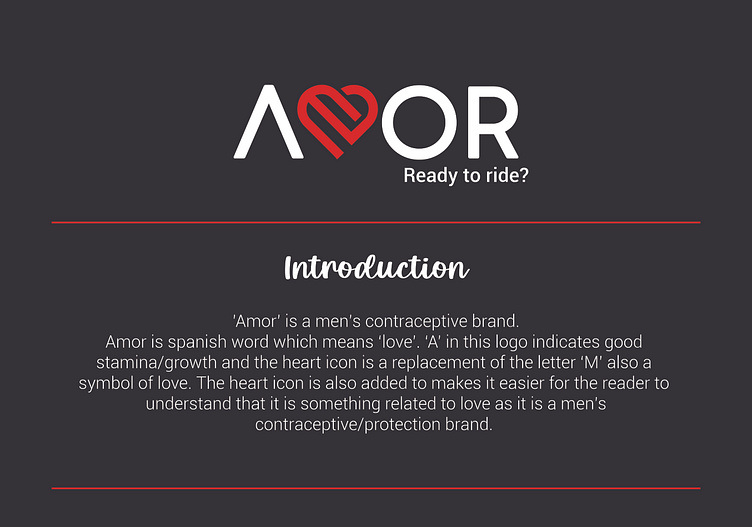 AMOR
Ready to ride?
Introduction
'Amor' is a men's contraceptive brand.
Amor is spanish word which means 'love'. 'A' in this logo indicates good
stamina/growth and the heart icon is a replacement of the letter 'M' also a
symbol of love. The heart icon is also added to makes it easier for the reader to
understand that it is something related to love as it is a men's
contraceptive/protection brand.